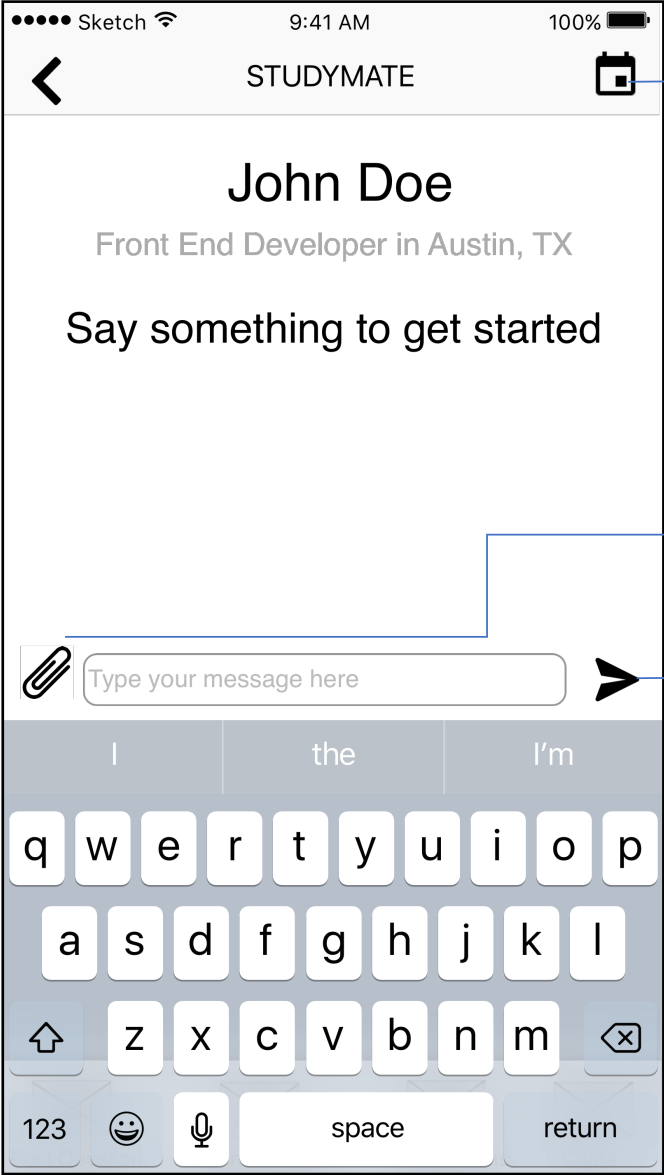 Sketch 9:41 AM 100%
STUDYMATE
John Doe
Front End Developer in Austin, TX
Say something to get started
Type your message here
I the I'm
q w e r t y u i o p
a s d f g h j k l
z x c v b n m
123 space return